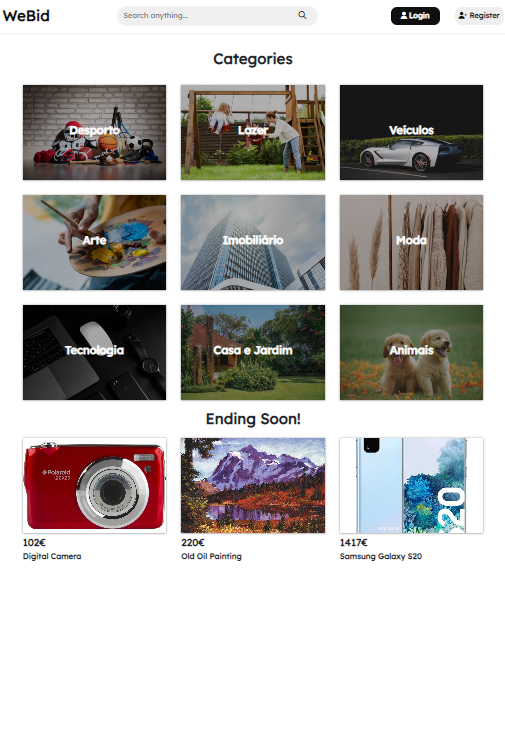 WeBid
Search anything...
Login
Register
Categories
Desporto
Lazer
Veículos
Arte
Imobiliário
Moda
Tecnologia
Casa e Jardim
Animais
Ending Soon!
Polaroid
20X29
S20
102€
220€
1417€
Digital Camera
Old Oil Painting
Samsung Galaxy S20